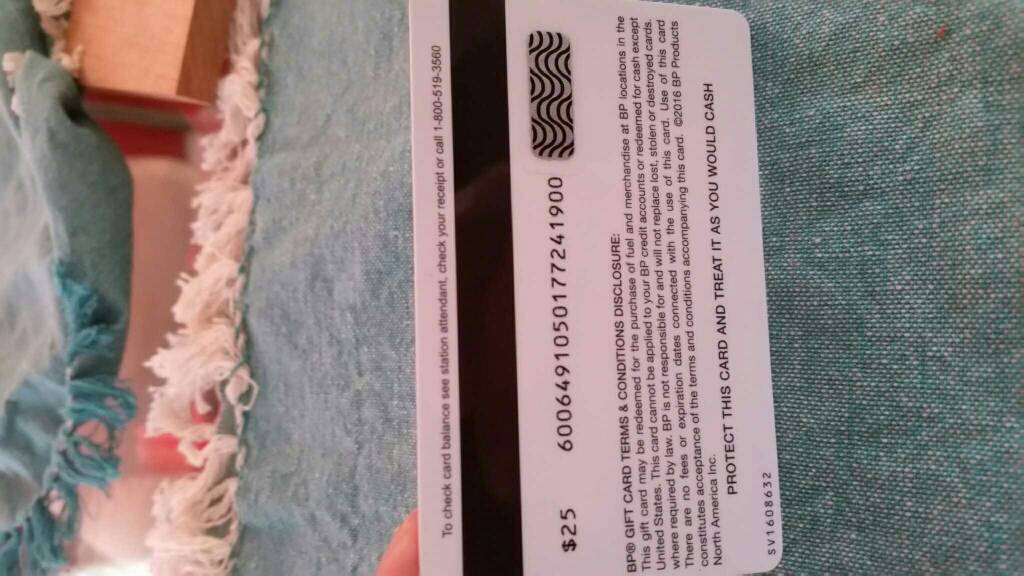 To check card balance see station attendant, check your receipt or call 1-800-519-3560
$25 6006491050177241900
BP® GIFT CARD TERMS & CONDITIONS DISCLOSURE:
This gift card may be redeemed for the purchase of fuel and merchandise at BP locations in the
United States. This card cannot be applied to your BP credit accounts or redeemed for cash except
where required by law. BP is not responsible for and will not replace lost, stolen or destroyed cards.
There are no fees or expiration dates connected with the use of this card. Use of this card
constitutes acceptance of the terms and conditions accompanying this card. ©2016 BP Products
North America Inc.
PROTECT THIS CARD AND TREAT IT AS YOU WOULD CASH
SV1608632